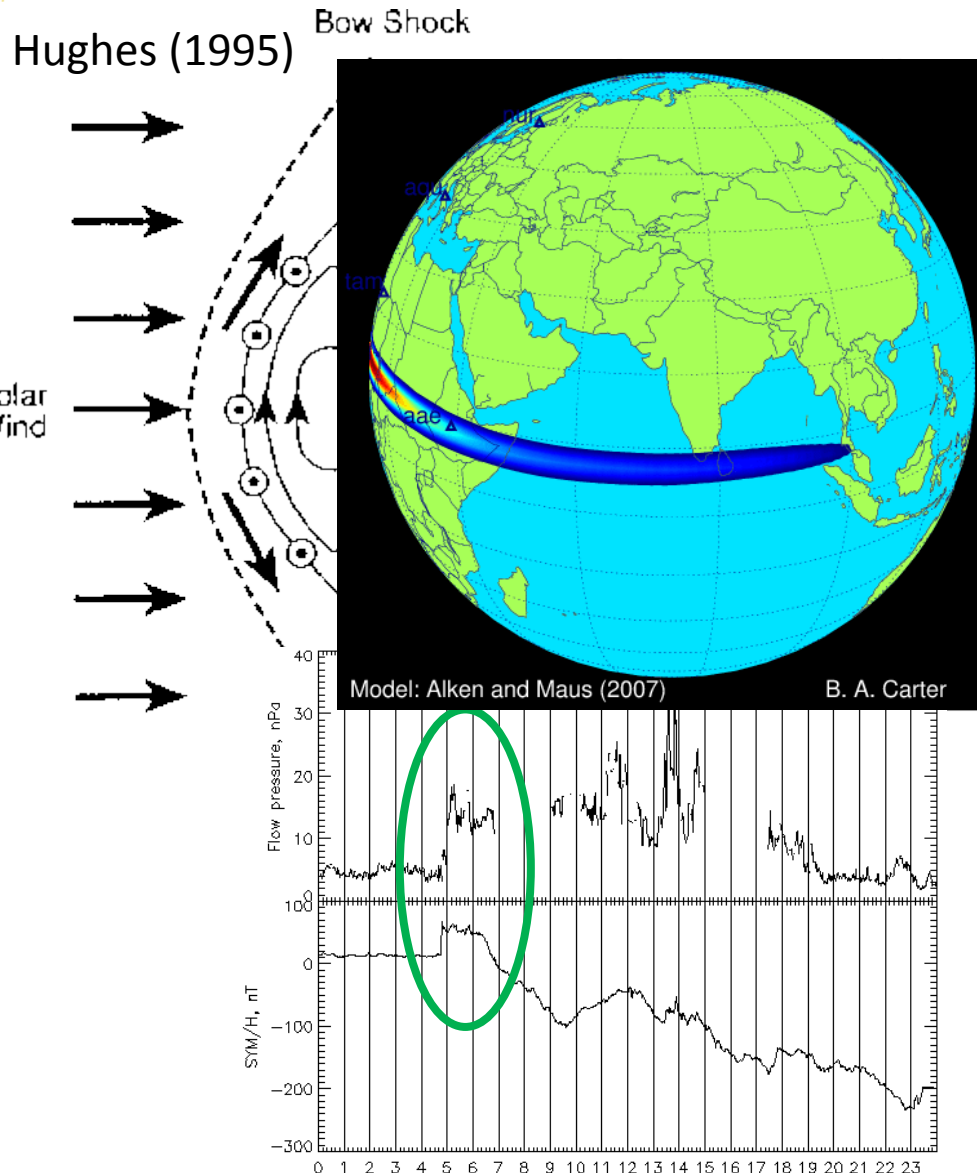 Bow Shock
Hughes (1995)
nur
aqu
tam
aae
olar
Wind
Model: Alken and Maus (2007) B. A. Carter
40
30
20
10
0
Flow pressure, nPa
100
0
−100
−200
−300
SYM/H, nT
0 1 2 3 4 5 6 7 8 9 10 11 12 13 14 15 16 17 18 19 20 21 22 23